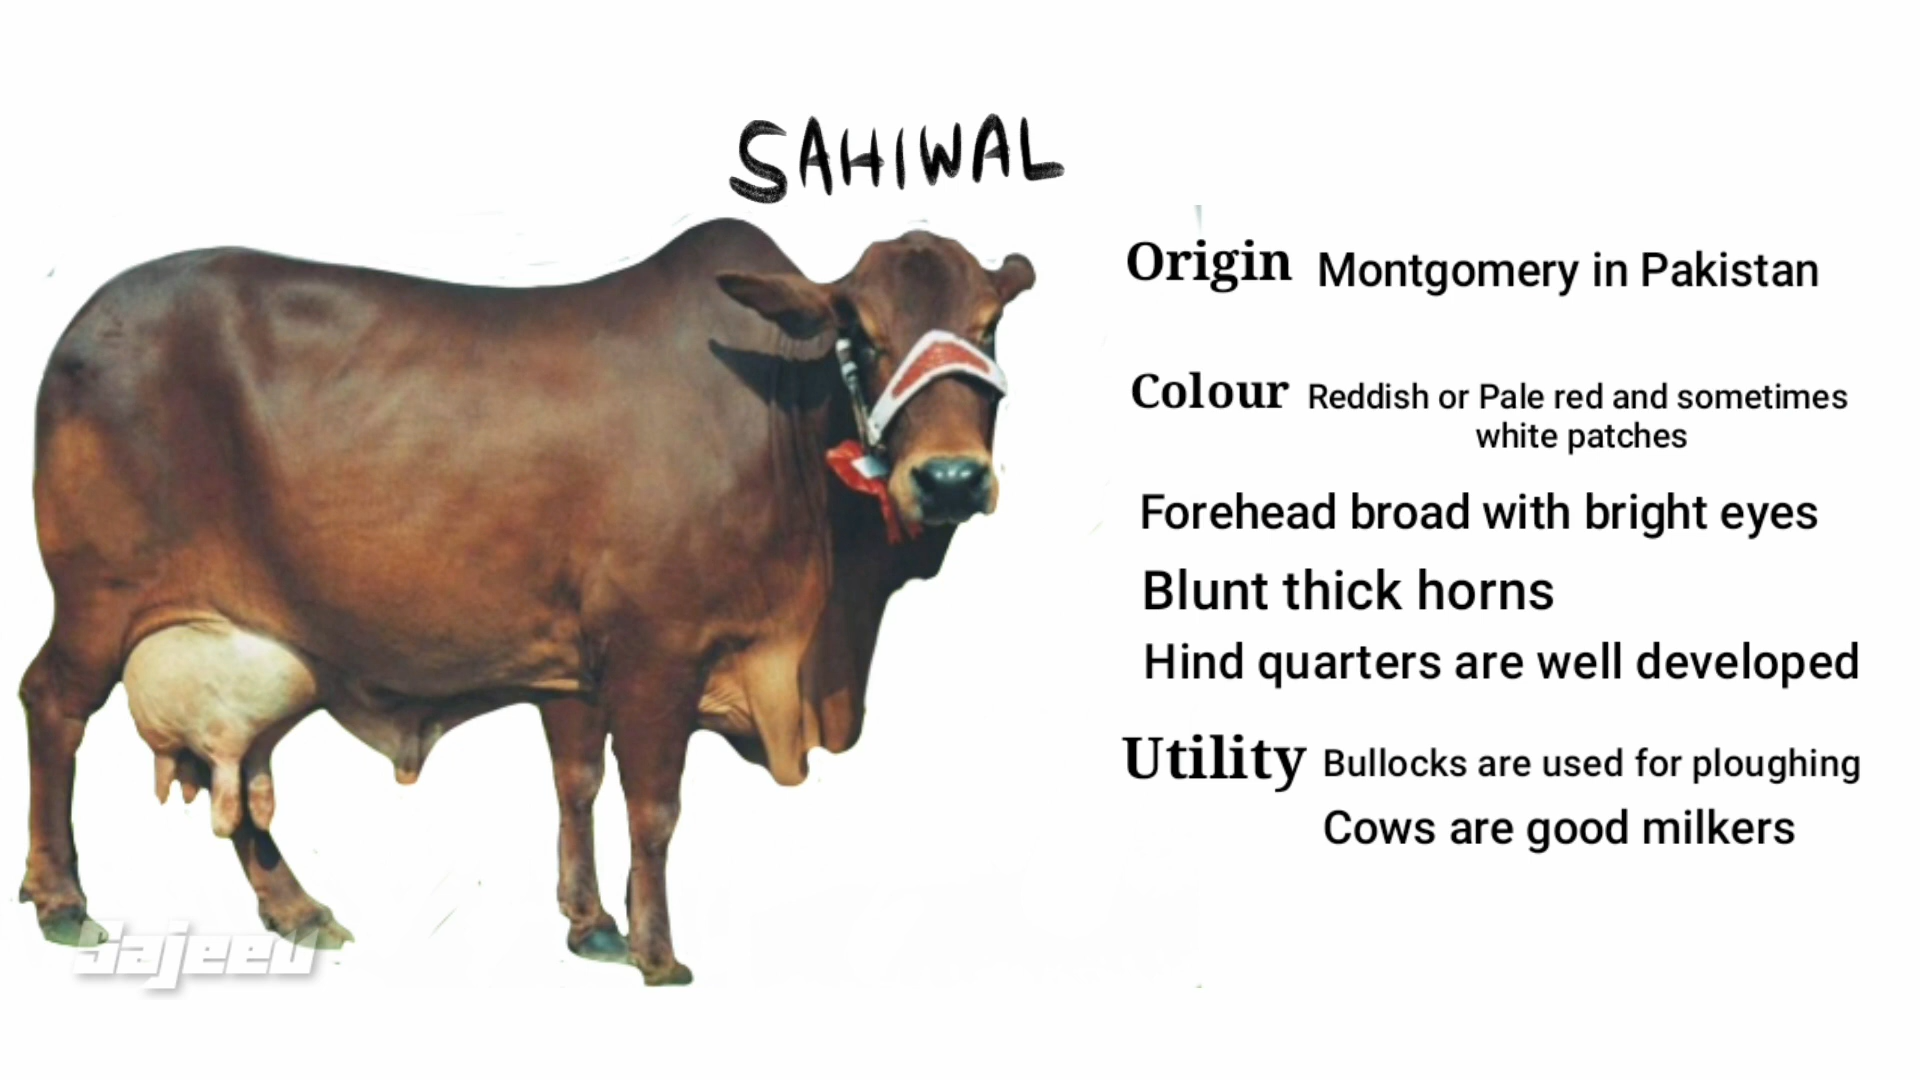 SAHIWAL
Origin Montgomery in Pakistan
Colour Reddish or Pale red and sometimes
white patches
Forehead broad with bright eyes
Blunt thick horns
Hind quarters are well developed
Utility Bullocks are used for ploughing
Cows are good milkers
Sajeev